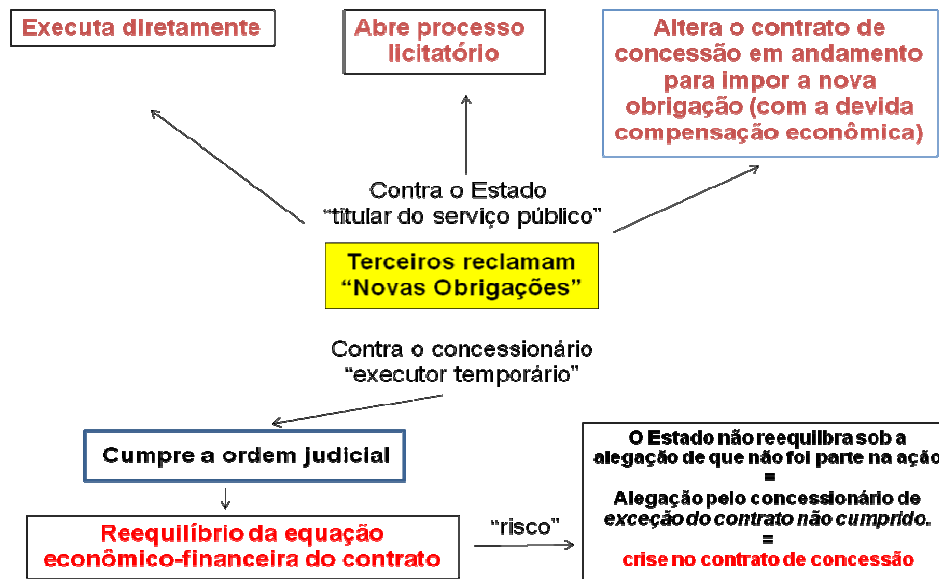 Executa diretamente
Abre processo
licitatório
Altera o contrato de
concessão em andamento
para impor a nova
obrigação (com a devida
compensação econômica)
Contra o Estado
“titular do serviço público”
Terceiros reclamam
“Novas Obrigações”
Contra o concessionário
“executor temporário”
Cumpre a ordem judicial
Reequilíbrio da equação
econômico-financeira do contrato
“risco”
O Estado não reequilbra sob a
alegação de que não foi parte na ação
=
Alegação pelo concessionário de
exceção do contrato não cumprido.
=
crise no contrato de concessão